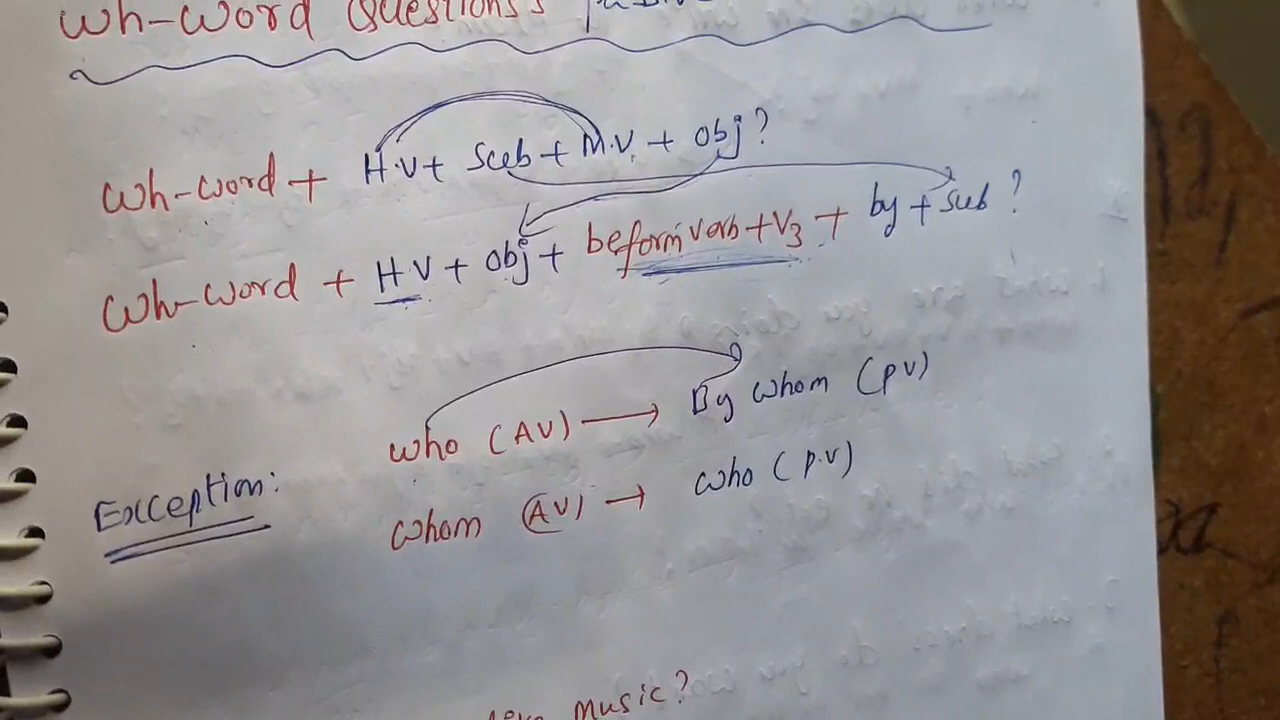 Wh-Word Questions
Wh-word + H.V + Sub + M.V. + Obj?
Wh-word + H.V + Obj + be form verb + V3 + by + Sub?
Who (AV) → By Whom (PV)
Exception:
Whom (AV) → Who (P.V)
Music?